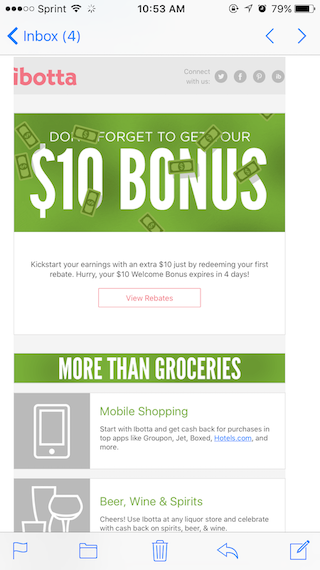 Sprint 10:53 AM 79%
Inbox (4)
ibotta
Connect
with us:
DON'T FORGET TO GET YOUR
$10 BONUS
Kickstart your earnings with an extra $10 just by redeeming your first
rebate. Hurry, your $10 Welcome Bonus expires in 4 days!
View Rebates
MORE THAN GROCERIES
Mobile Shopping
Start with Ibotta and get cash back for purchases in
top apps like Groupon, Jet, Boxed, Hotels.com, and
more.
Beer, Wine & Spirits
Cheers! Use Ibotta at any liquor store and celebrate
with cash back on spirits, beer, & wine.